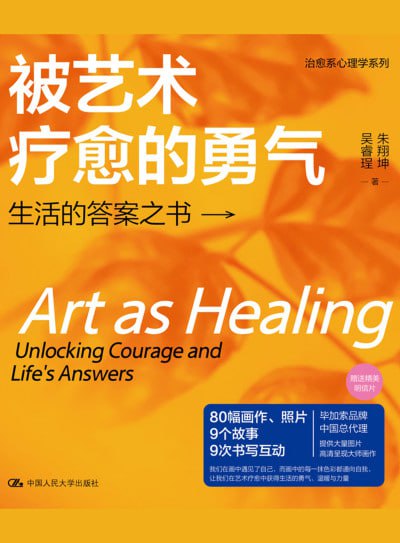 治愈系心理学系列
被艺术
疗愈的勇气
生活的答案之书 →
朱翔坤
吴睿珵
—著—
Art as Healing
Unlocking Courage and
Life's Answers
赠送精美
明信片
80幅画作、照片
9个故事
9次书写互动
毕加索品牌
中国总代理
提供大量图片
高清呈现大师画作
我们在画中遇见了自己，而画中的每一抹色彩都通向自我，
让我们在艺术疗愈中获得生活的勇气、温暖与力量
中国人民大学出版社